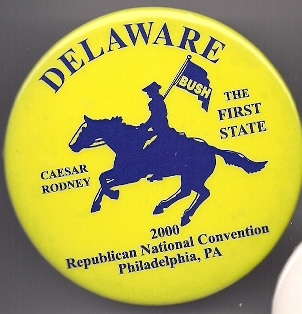 DELAWARE
BUSH
THE
FIRST
STATE
CAESAR
RODNEY
2000
Republican National Convention
Philadelphia, PA